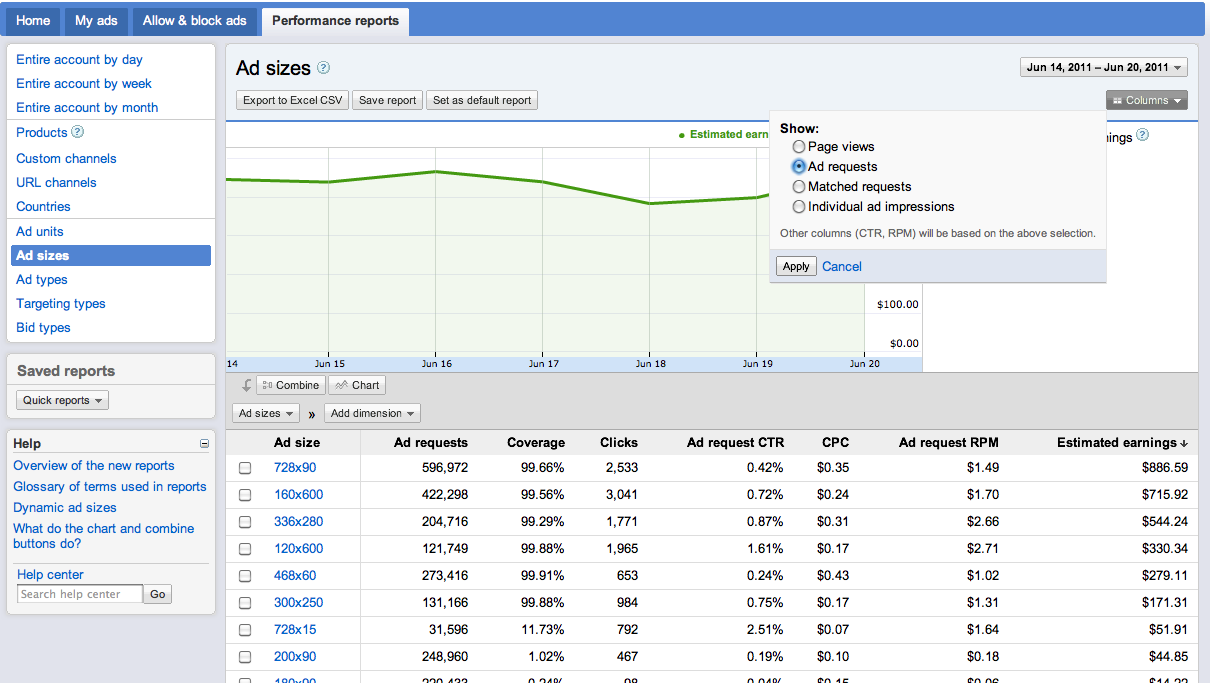 Home My ads Allow & block ads Performance reports
Entire account by day
Entire account by week
Entire account by month
Products ?
Custom channels
URL channels
Countries
Ad units
Ad sizes
Ad types
Targeting types
Bid types
Saved reports
Quick reports
Help
Overview of the new reports
Glossary of terms used in reports
Dynamic ad sizes
What do the chart and combine
buttons do?
Help center
Search help center Go
Ad sizes ?
Jun 14, 2011 – Jun 20, 2011
Export to Excel CSV Save report Set as default report
Columns
Estimated earn
ings ?
Show:
Page views
Ad requests
Matched requests
Individual ad impressions
Other columns (CTR, RPM) will be based on the above selection.
Apply Cancel
$100.00
$0.00
14 Jun 15 Jun 16 Jun 17 Jun 18 Jun 19 Jun 20
Combine Chart
Ad sizes » Add dimension
Ad size Ad requests Coverage Clicks Ad request CTR CPC Ad request RPM Estimated earnings ↓
728x90 596,972 99.66% 2,533 0.42% $0.35 $1.49 $886.59
160x600 422,298 99.56% 3,041 0.72% $0.24 $1.70 $715.92
336x280 204,716 99.29% 1,771 0.87% $0.31 $2.66 $544.24
120x600 121,749 99.88% 1,965 1.61% $0.17 $2.71 $330.34
468x60 273,416 99.91% 653 0.24% $0.43 $1.02 $279.11
300x250 131,166 99.88% 984 0.75% $0.17 $1.31 $171.31
728x15 31,596 11.73% 792 2.51% $0.07 $1.64 $51.91
200x90 248,960 1.02% 467 0.19% $0.10 $0.18 $44.85